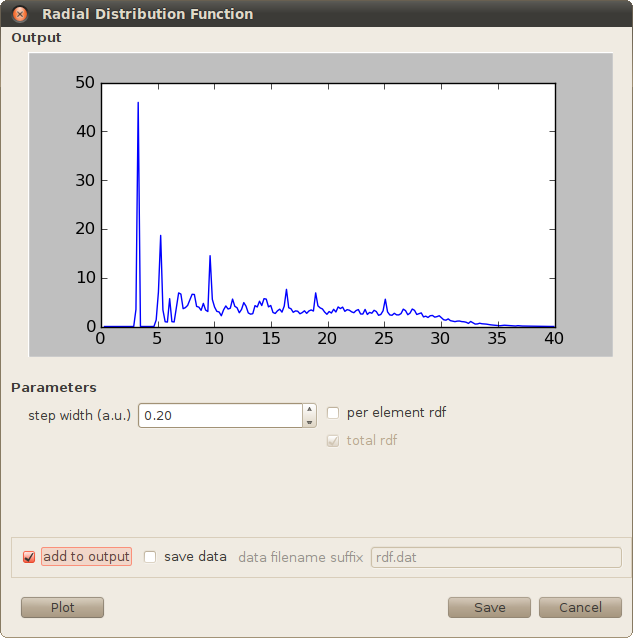 Radial Distribution Function
Output
50
40
30
20
10
0
0 5 10 15 20 25 30 35 40
Parameters
step width (a.u.) 0.20 per element rdf
total rdf
add to output save data data filename suffix rdf.dat
Plot Save Cancel